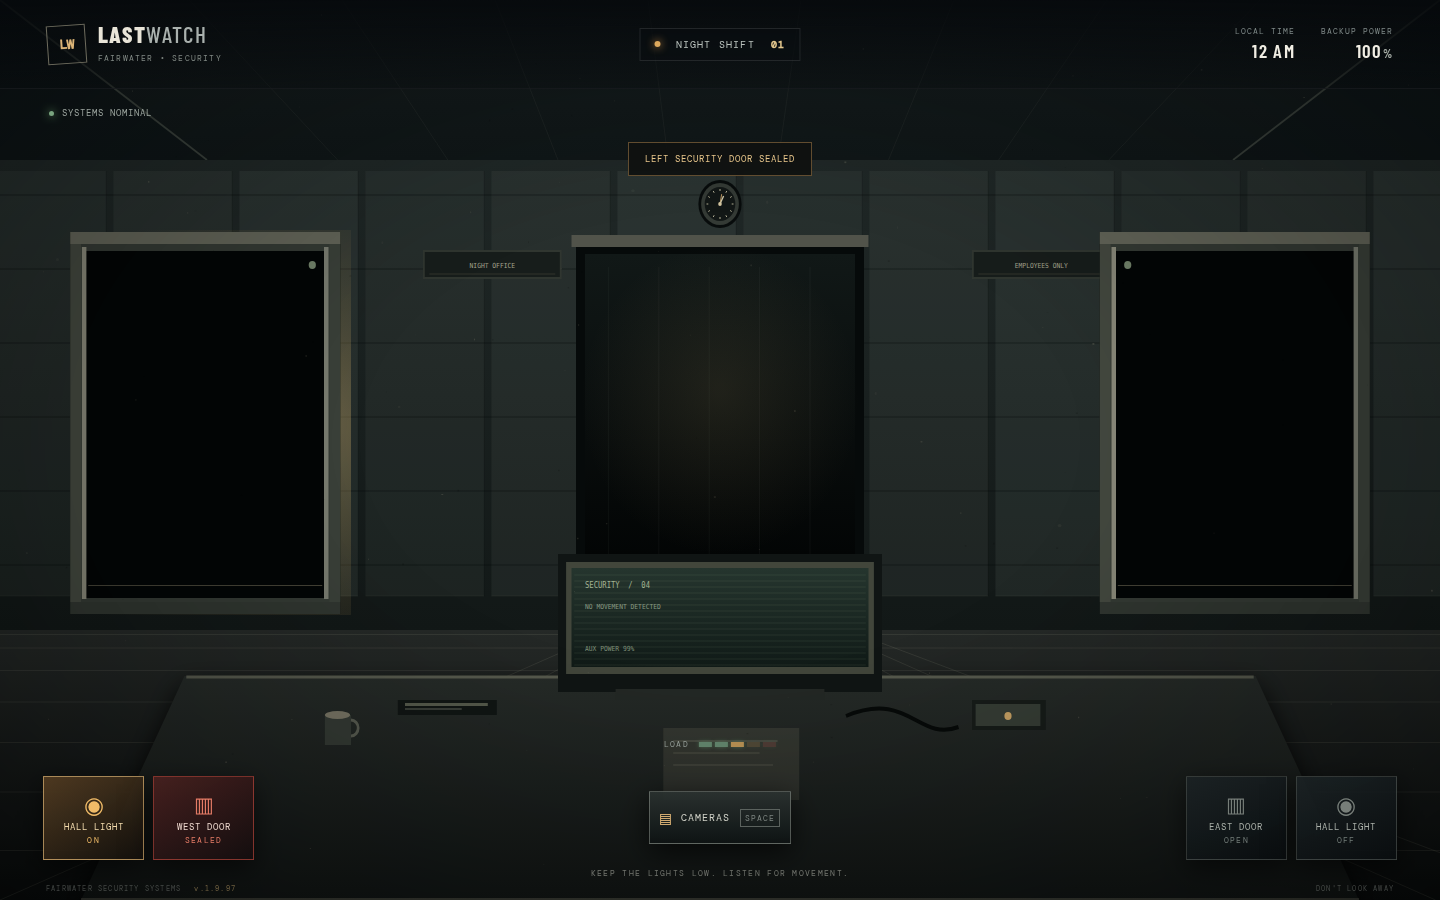 LW
LASTWATCH
FAIRWATER • SECURITY
NIGHT SHIFT 01
LOCAL TIME
12 AM
BACKUP POWER
100%
SYSTEMS NOMINAL
LEFT SECURITY DOOR SEALED
NIGHT OFFICE
EMPLOYEES ONLY
SECURITY / 04
NO MOVEMENT DETECTED
AUX POWER 99%
LOAD
HALL LIGHT
ON
WEST DOOR
SEALED
CAMERAS SPACE
EAST DOOR
OPEN
HALL LIGHT
OFF
KEEP THE LIGHTS LOW. LISTEN FOR MOVEMENT.
FAIRWATER SECURITY SYSTEMS v.1.9.97
DON'T LOOK AWAY